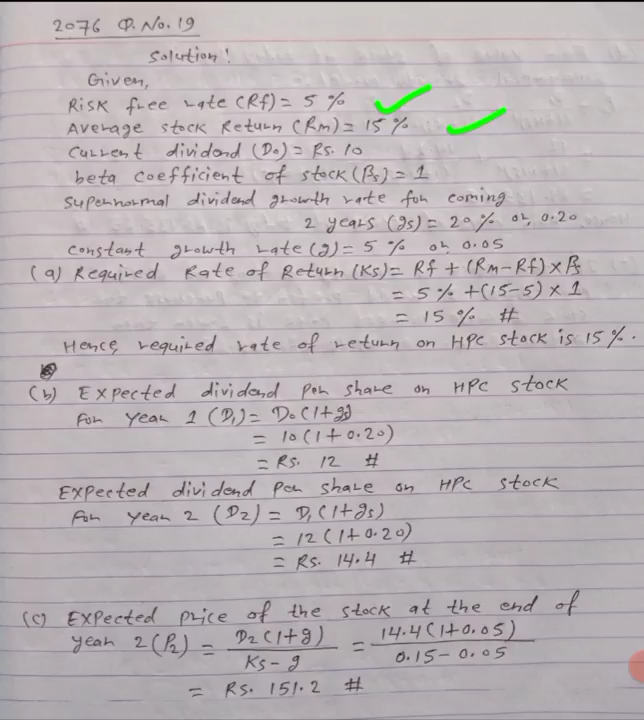 2076 Q. No. 19
Solution!
Given,
Risk free rate (Rf) = 5 %
Average stock Return (Rm) = 15 %
Current dividend (D₀) = Rs. 10
beta coefficient of stock (βs) = 1
Supernormal dividend growth rate for coming
2 years (gs) = 20 % or, 0.20
constant growth rate (g) = 5 % or 0.05
(a) Required Rate of Return (Ks) = Rf + (Rm-Rf) × βs
= 5 % + (15-5) × 1
= 15 % #
Hence, required rate of return on HPC stock is 15 %.
(b) Expected dividend per share on HPC stock
For Year 1 (D₁) = D₀ (1+gs)
= 10 (1+0.20)
= Rs. 12 #
Expected dividend per share on HPC stock
For Year 2 (D₂) = D₁ (1+gs)
= 12 (1+0.20)
= Rs. 14.4 #
(c) Expected price of the stock at the end of
year 2 (P₂) = D₂ (1+g) / Ks - g = 14.4 (1+0.05) / 0.15 - 0.05
= Rs. 151.2 #